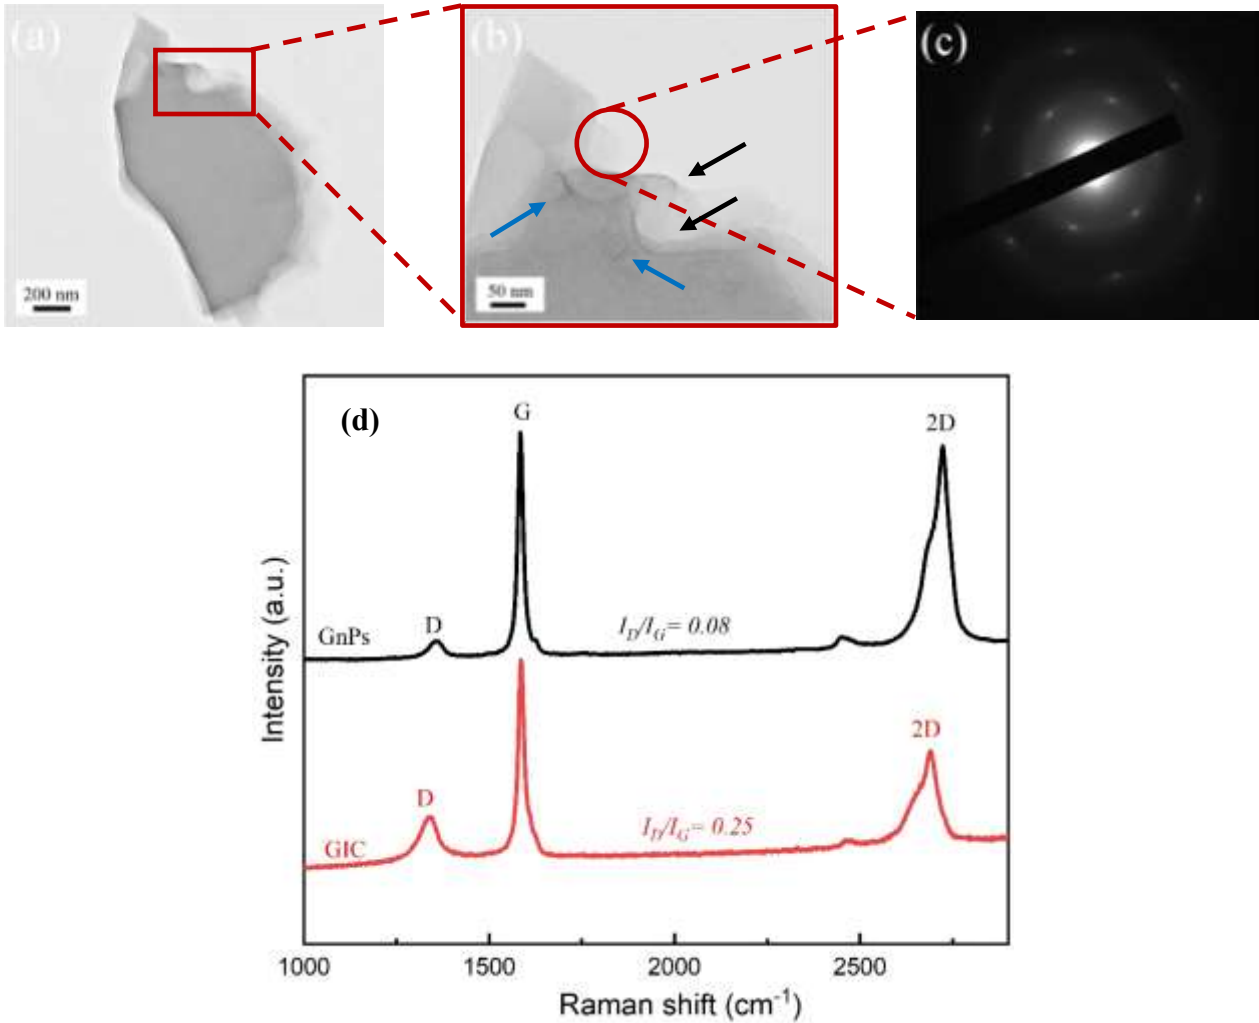 (a)
200 nm
(b)
50 nm
(c)
(d)
G
2D
D
GnPs
I_D/I_G= 0.08
2D
D
GIC
I_D/I_G= 0.25
Intensity (a.u.)
1000 1500 2000 2500
Raman shift (cm⁻¹)